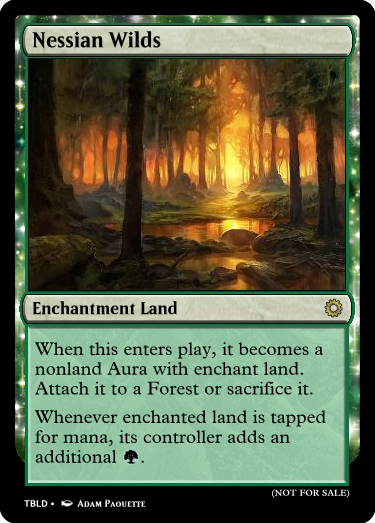 Nessian Wilds
Enchantment Land
When this enters play, it becomes a
nonland Aura with enchant land.
Attach it to a Forest or sacrifice it.
Whenever enchanted land is tapped
for mana, its controller adds an
additional .
(NOT FOR SALE)
TBLD • Adam Paquette